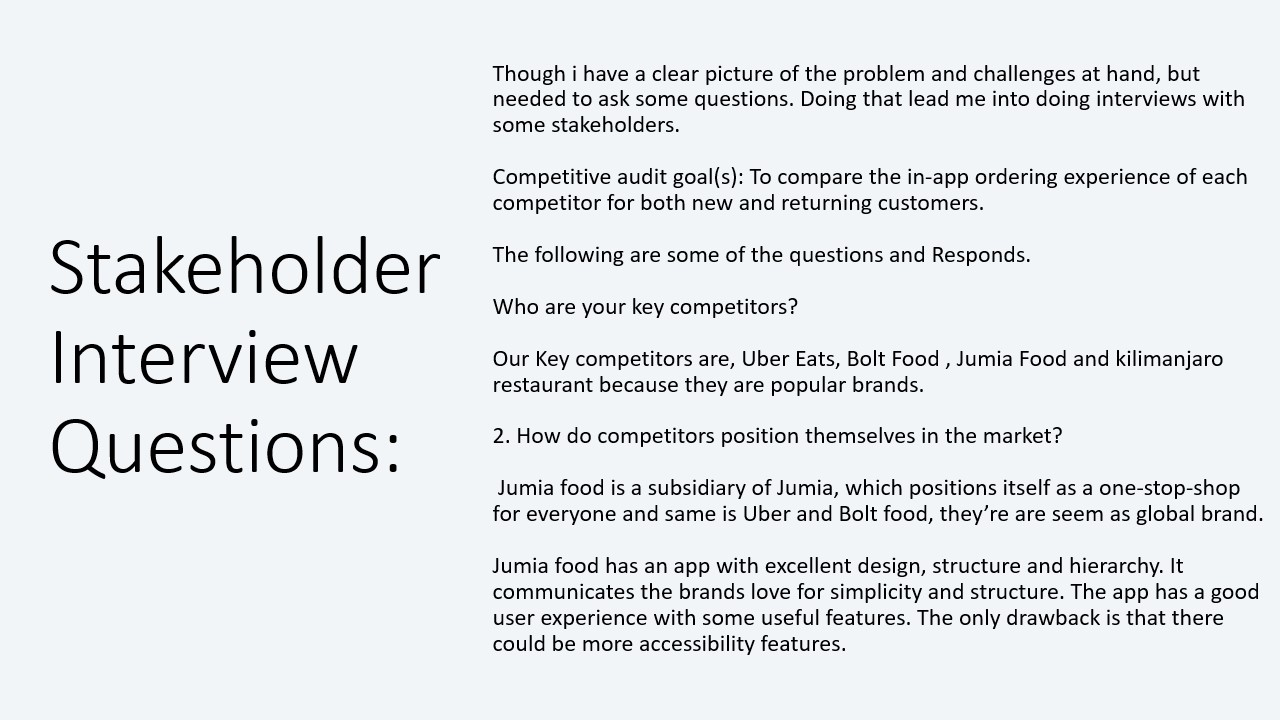 Stakeholder
Interview
Questions:
Though i have a clear picture of the problem and challenges at hand, but
needed to ask some questions. Doing that lead me into doing interviews with
some stakeholders.
Competitive audit goal(s): To compare the in-app ordering experience of each
competitor for both new and returning customers.
The following are some of the questions and Responds.
Who are your key competitors?
Our Key competitors are, Uber Eats, Bolt Food , Jumia Food and kilimanjaro
restaurant because they are popular brands.
2. How do competitors position themselves in the market?
Jumia food is a subsidiary of Jumia, which positions itself as a one-stop-shop
for everyone and same is Uber and Bolt food, they’re are seem as global brand.
Jumia food has an app with excellent design, structure and hierarchy. It
communicates the brands love for simplicity and structure. The app has a good
user experience with some useful features. The only drawback is that there
could be more accessibility features.